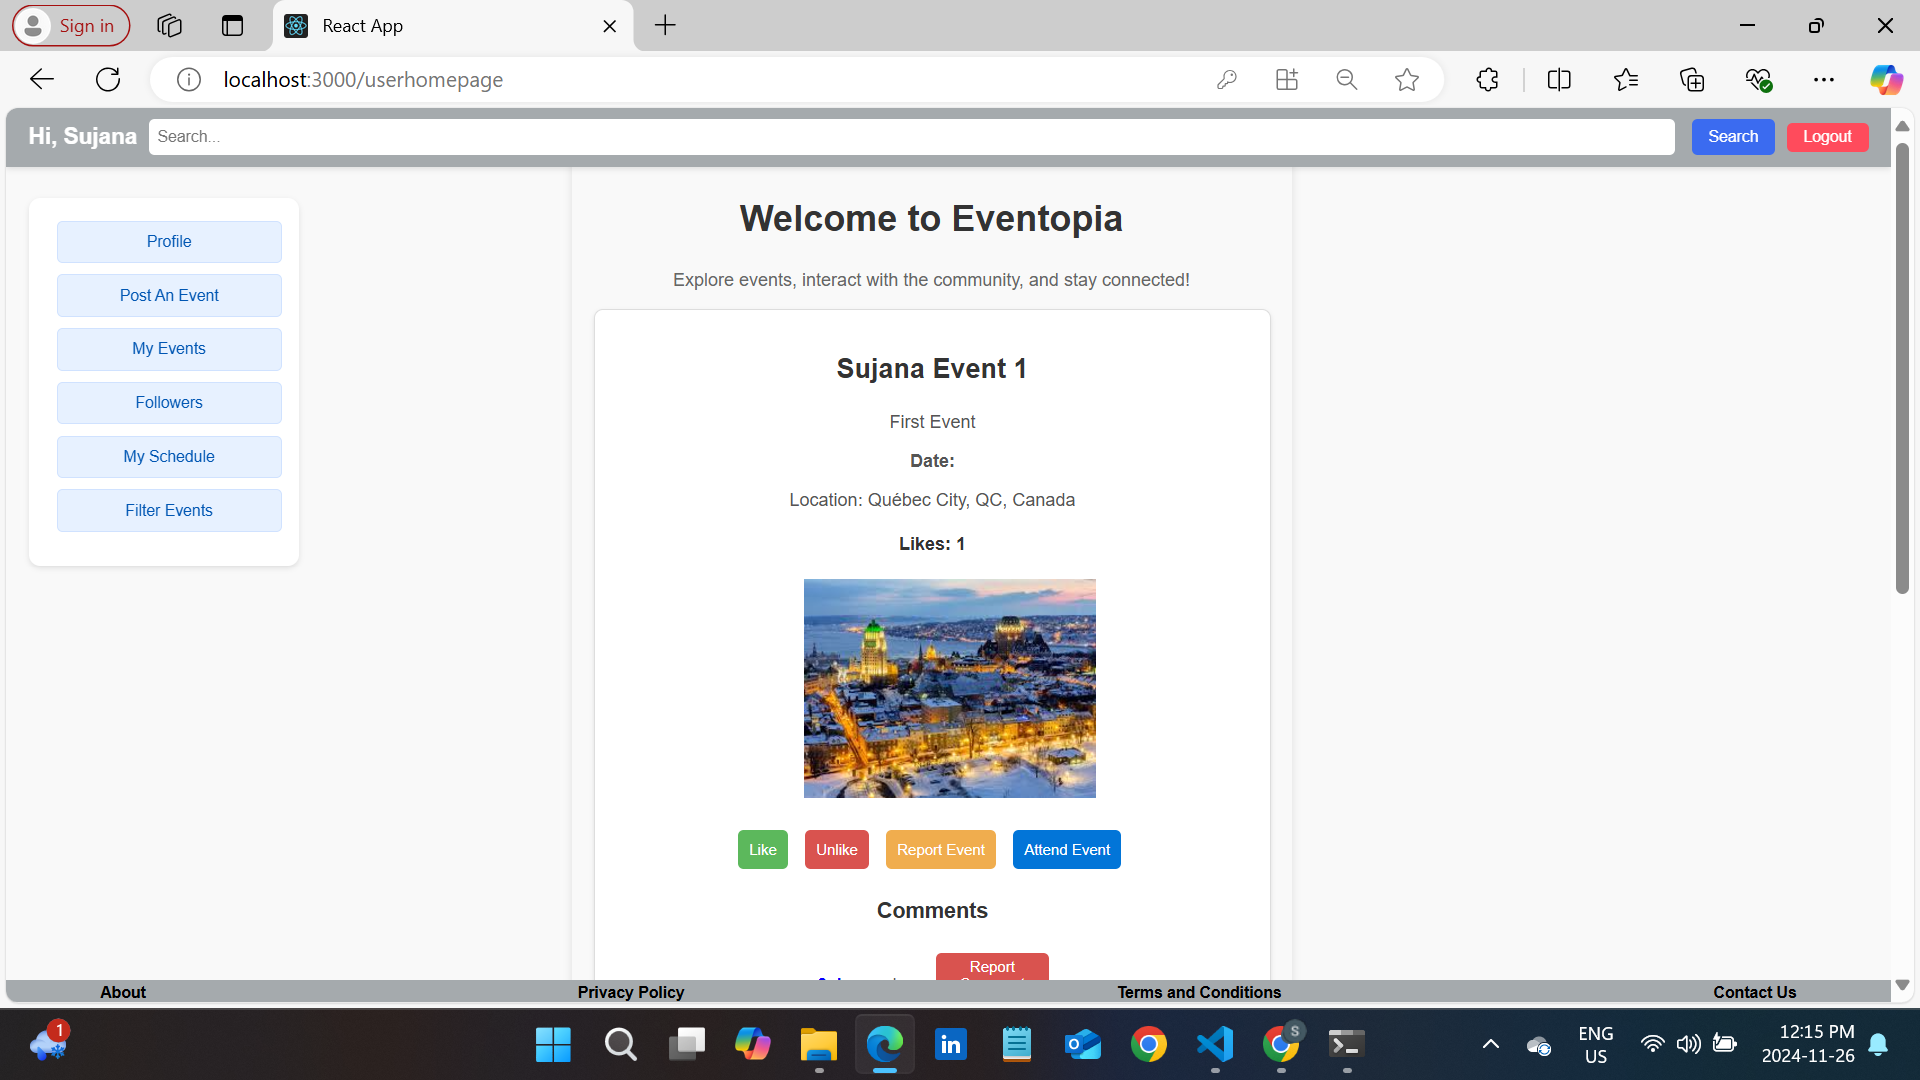 Sign in
React App
localhost:3000/userhomepage
Hi, Sujana
Search...
Search
Logout
Profile
Post An Event
My Events
Followers
My Schedule
Filter Events
Welcome to Eventopia
Explore events, interact with the community, and stay connected!
Sujana Event 1
First Event
Date:
Location: Québec City, QC, Canada
Likes: 1
Like
Unlike
Report Event
Attend Event
Comments
Report
About
Privacy Policy
Terms and Conditions
Contact Us
1
S
ENG
US
12:15 PM
2024-11-26